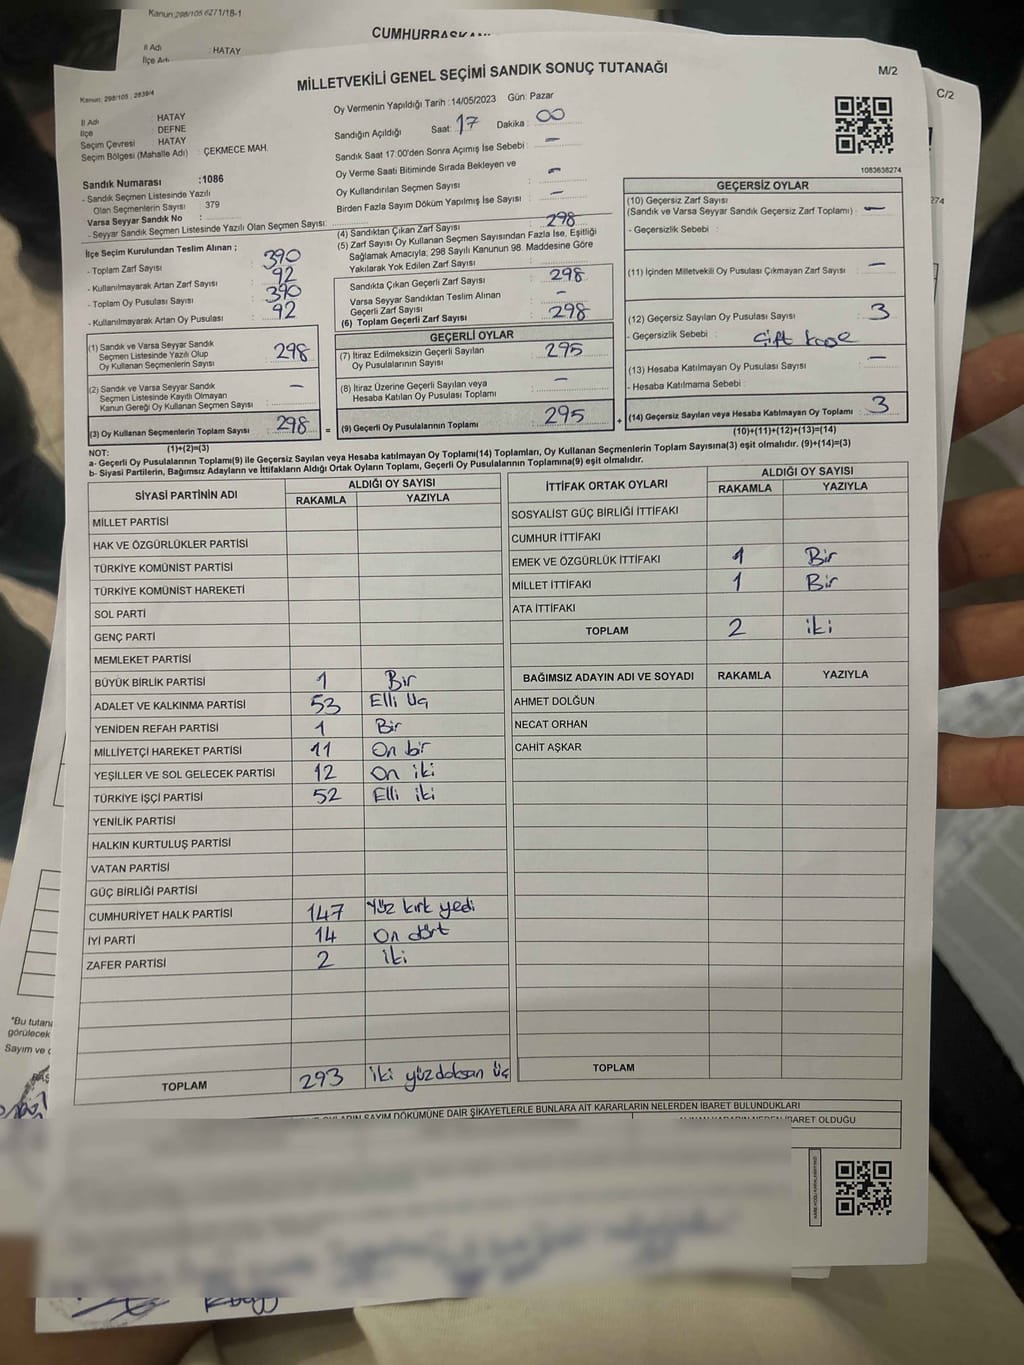 Kanun:298/105 6271/18-1
CUMHURBAŞKAN
İl Adı : HATAY
İlçe Adı
C/2
Kanun: 298/105 , 2839/4
MİLLETVEKİLİ GENEL SEÇİMİ SANDIK SONUÇ TUTANAĞI
M/2
İl Adı : HATAY
İlçe : DEFNE
Seçim Çevresi : HATAY
Seçim Bölgesi (Mahalle Adı) : ÇEKMECE MAH.
Sandık Numarası :1086
- Sandık Seçmen Listesinde Yazılı
Olan Seçmenlerin Sayısı : 379
Varsa Seyyar Sandık No :
- Seyyar Sandık Seçmen Listesinde Yazılı Olan Seçmen Sayısı:
Oy Vermenin Yapıldığı Tarih :14/05/2023 Gün: Pazar
Sandığın Açıldığı Saat: 17 Dakika : 00
Sandık Saat 17:00'den Sonra Açımış İse Sebebi : -
Oy Verme Saati Bitiminde Sırada Bekleyen ve
Oy Kullandırılan Seçmen Sayısı : -
Birden Fazla Sayım Döküm Yapılmış İse Sayısı : -
1083638274
İlçe Seçim Kurulundan Teslim Alınan ;
- Toplam Zarf Sayısı : 390
- Kullanılmayarak Artan Zarf Sayısı : 92
- Toplam Oy Pusulası Sayısı : 390
- Kullanılmayarak Artan Oy Pusulası : 92
(1) Sandık ve Varsa Seyyar Sandık
Seçmen Listesinde Yazılı Olup
Oy Kullanan Seçmenlerin Sayısı : 298
(2) Sandık ve Varsa Seyyar Sandık
Seçmen Listesinde Kayıtlı Olmayan
Kanun Gereği Oy Kullanan Seçmen Sayısı : -
(3) Oy Kullanan Seçmenlerin Toplam Sayısı : 298
(1)+(2)=(3)
(4) Sandıktan Çıkan Zarf Sayısı : 298
(5) Zarf Sayısı Oy Kullanan Seçmen Sayısından Fazla İse, Eşitliği
Sağlamak Amacıyla; 298 Sayılı Kanunun 98. Maddesine Göre
Yakılarak Yok Edilen Zarf Sayısı
Sandıkta Çıkan Geçerli Zarf Sayısı : 298
Varsa Seyyar Sandıktan Teslim Alınan
Geçerli Zarf Sayısı : -
(6) Toplam Geçerli Zarf Sayısı : 298
GEÇERLİ OYLAR
(7) İtiraz Edilmeksizin Geçerli Sayılan
Oy Pusulalarının Sayısı : 295
(8) İtiraz Üzerine Geçerli Sayılan veya
Hesaba Katılan Oy Pusulası Toplamı : -
= (9) Geçerli Oy Pusulalarının Toplamı : 295
GEÇERSİZ OYLAR
(10) Geçersiz Zarf Sayısı
(Sandık ve Varsa Seyyar Sandık Geçersiz Zarf Toplamı) : -
- Geçersizlik Sebebi :
(11) İçinden Milletvekili Oy Pusulası Çıkmayan Zarf Sayısı : -
(12) Geçersiz Sayılan Oy Pusulası Sayısı : 3
- Geçersizlik Sebebi : Çift kaşe
(13) Hesaba Katılmayan Oy Pusulası Sayısı : -
- Hesaba Katılmama Sebebi :
+ (14) Geçersiz Sayılan veya Hesaba Katılmayan Oy Toplamı : 3
(10)+(11)+(12)+(13)=(14)
NOT:
a- Geçerli Oy Pusulalarının Toplamı(9) ile Geçersiz Sayılan veya Hesaba katılmayan Oy Toplamı(14) Toplamları, Oy Kullanan Seçmenlerin Toplam Sayısına(3) eşit olmalıdır. (9)+(14)=(3)
b- Siyasi Partilerin, Bağımsız Adayların ve İttifakların Aldığı Ortak Oyların Toplamı, Geçerli Oy Pusulalarının Toplamına(9) eşit olmalıdır.
SİYASİ PARTİNİN ADI ALDIĞI OY SAYISI
RAKAMLA YAZIYLA
MİLLET PARTİSİ
HAK VE ÖZGÜRLÜKLER PARTİSİ
TÜRKİYE KOMÜNİST PARTİSİ
TÜRKİYE KOMÜNİST HAREKETİ
SOL PARTİ
GENÇ PARTİ
MEMLEKET PARTİSİ
BÜYÜK BİRLİK PARTİSİ 1 Bir
ADALET VE KALKINMA PARTİSİ 53 Elli Üç
YENİDEN REFAH PARTİSİ 1 Bir
MİLLİYETÇİ HAREKET PARTİSİ 11 On bir
YEŞİLLER VE SOL GELECEK PARTİSİ 12 On iki
TÜRKİYE İŞÇİ PARTİSİ 52 Elli iki
YENİLİK PARTİSİ
HALKIN KURTULUŞ PARTİSİ
VATAN PARTİSİ
GÜÇ BİRLİĞİ PARTİSİ
CUMHURİYET HALK PARTİSİ 147 Yüz kırk yedi
İYİ PARTİ 14 On dört
ZAFER PARTİSİ 2 iki
TOPLAM 293 iki yüz doksan Üç
İTTİFAK ORTAK OYLARI ALDIĞI OY SAYISI
RAKAMLA YAZIYLA
SOSYALİST GÜÇ BİRLİĞİ İTTİFAKI
CUMHUR İTTİFAKI
EMEK VE ÖZGÜRLÜK İTTİFAKI 1 Bir
MİLLET İTTİFAKI 1 Bir
ATA İTTİFAKI
TOPLAM 2 iki
BAĞIMSIZ ADAYIN ADI VE SOYADI RAKAMLA YAZIYLA
AHMET DOLĞUN
NECAT ORHAN
CAHİT AŞKAR
TOPLAM
*Bu tutana
görülecek
Sayım ve
OYLARIN SAYIM DÖKÜMÜNE DAİR ŞİKAYETLERLE BUNLARA AİT KARARLARIN NELERDEN İBARET BULUNDUKLARI
İBARET OLDUĞU